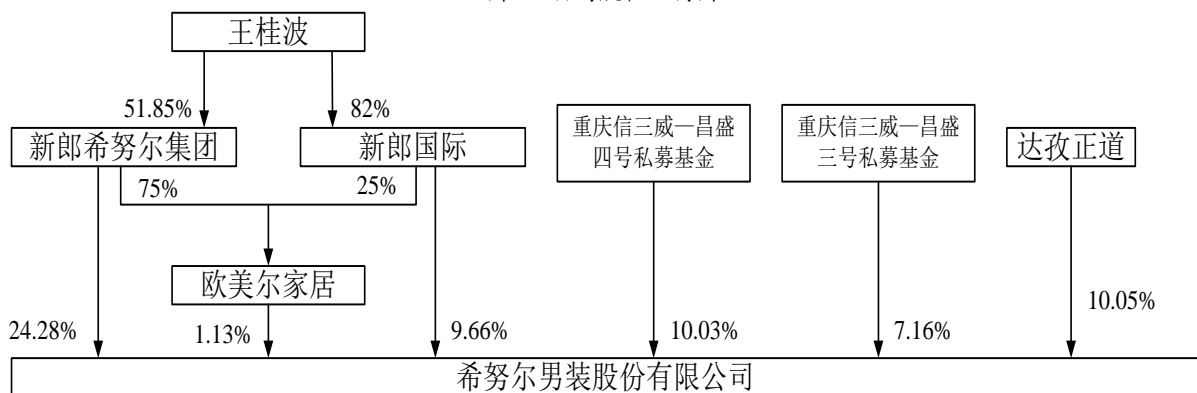 王桂波
51.85%
82%
新郎希努尔集团
新郎国际
重庆信三威—昌盛
四号私募基金
重庆信三威—昌盛
三号私募基金
达孜正道
75%
25%
欧美尔家居
24.28%
1.13%
9.66%
10.03%
7.16%
10.05%
希努尔男装股份有限公司